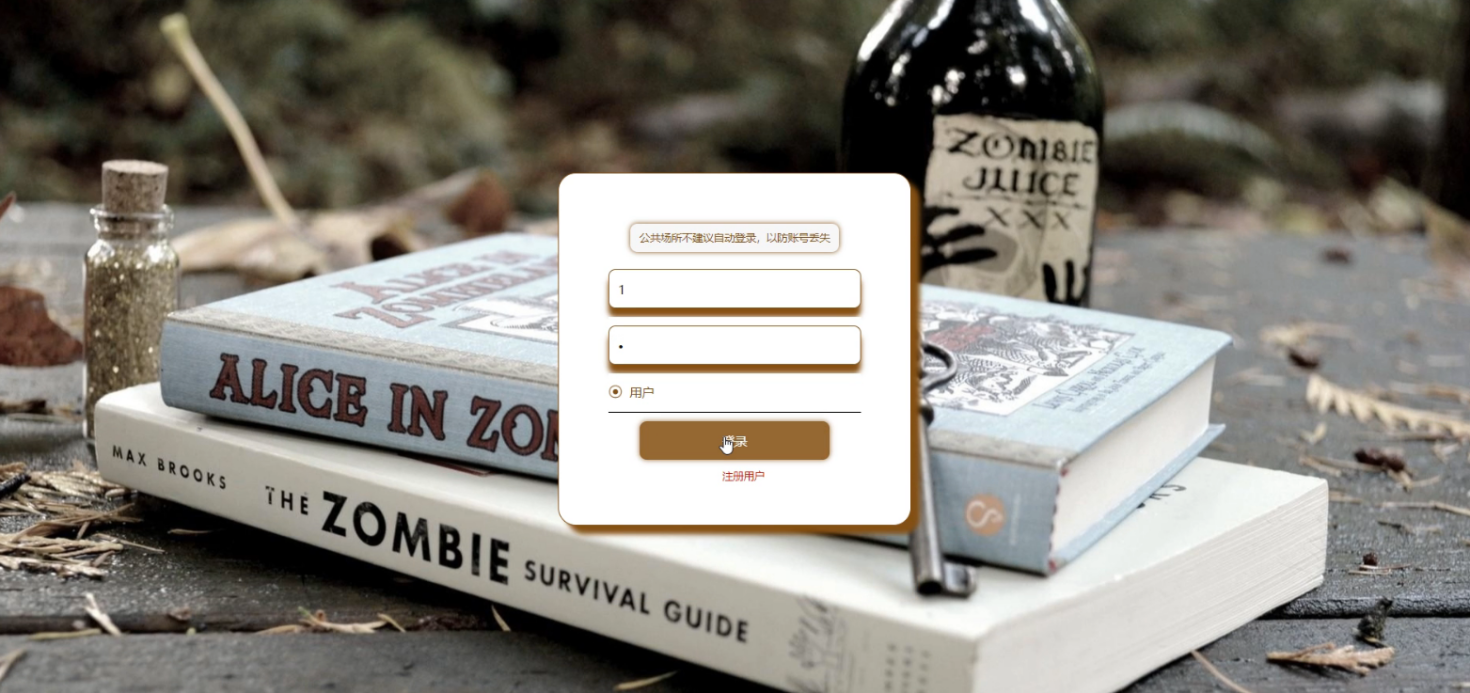 ZOMBIE
JUICE
XXX
公共场所不建议自动登录，以防账号丢失
1
用户
登录
注册用户
ALICE IN
ZOMBIELA
ALICE IN ZOM
MAX BROOKS
THE ZOMBIE SURVIVAL GUIDE